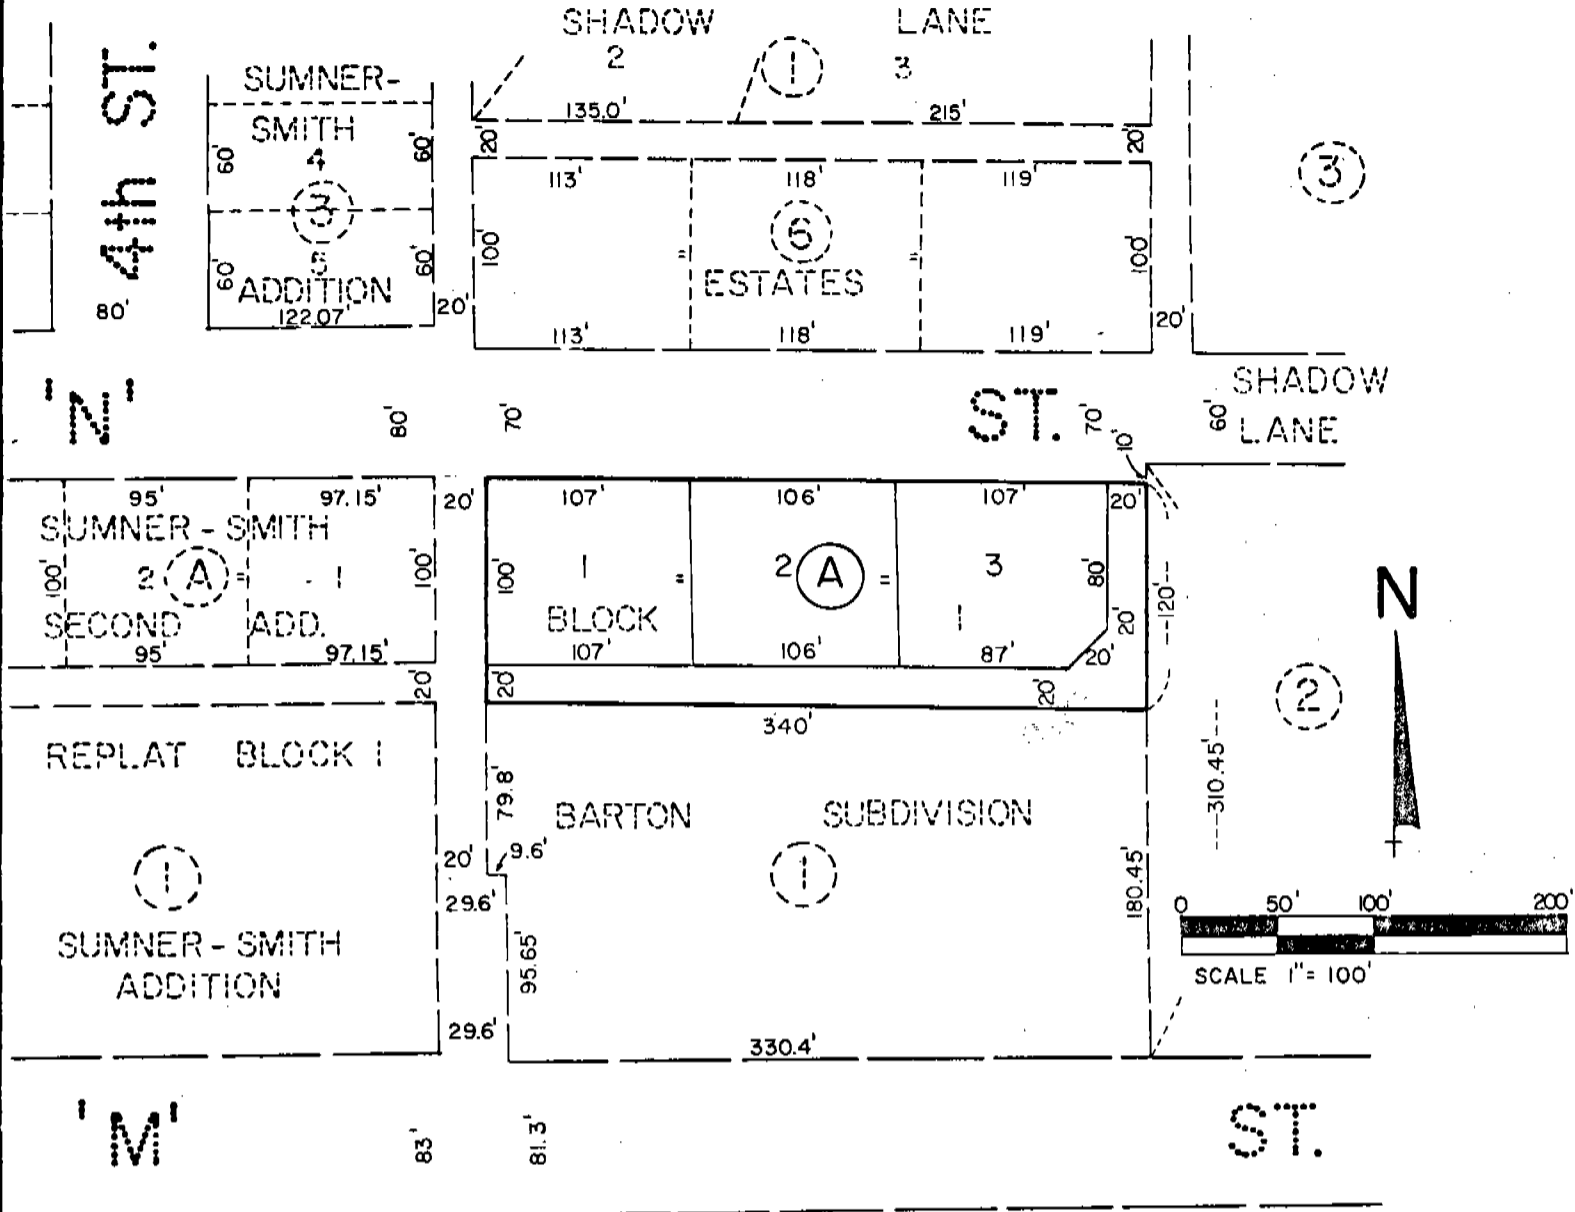 SHADOW LANE
2 1 3
135.0' 215'
4th ST.
SUMNER-
SMITH
4
3
5
ADDITION
60' 60'
60' 60'
122.07'
80'
20'
20' 20'
113' 118' 119'
100' = 6 = 100'
ESTATES
113' 118' 119'
20'
3
'N' ST.
80' 70' 70' 10' 60'
SHADOW
LANE
95' 97.15' 20' 107' 106' 107' 20'
SUMNER - SMITH
100' 2 A = 1 100'
SECOND ADD.
95' 97.15'
100' 1 = 2 A = 3 80'
BLOCK 1
107' 106' 87' 20' 20'
120'
20' 20' 20'
340'
N
2
REPLAT BLOCK 1
1
SUMNER - SMITH
ADDITION
79.8'
9.6'
20'
29.6'
95.65'
29.6'
BARTON SUBDIVISION
1
180.45'
310.45'
330.4'
0 50' 100' 200'
SCALE 1" = 100'
'M' ST.
83' 81.3'